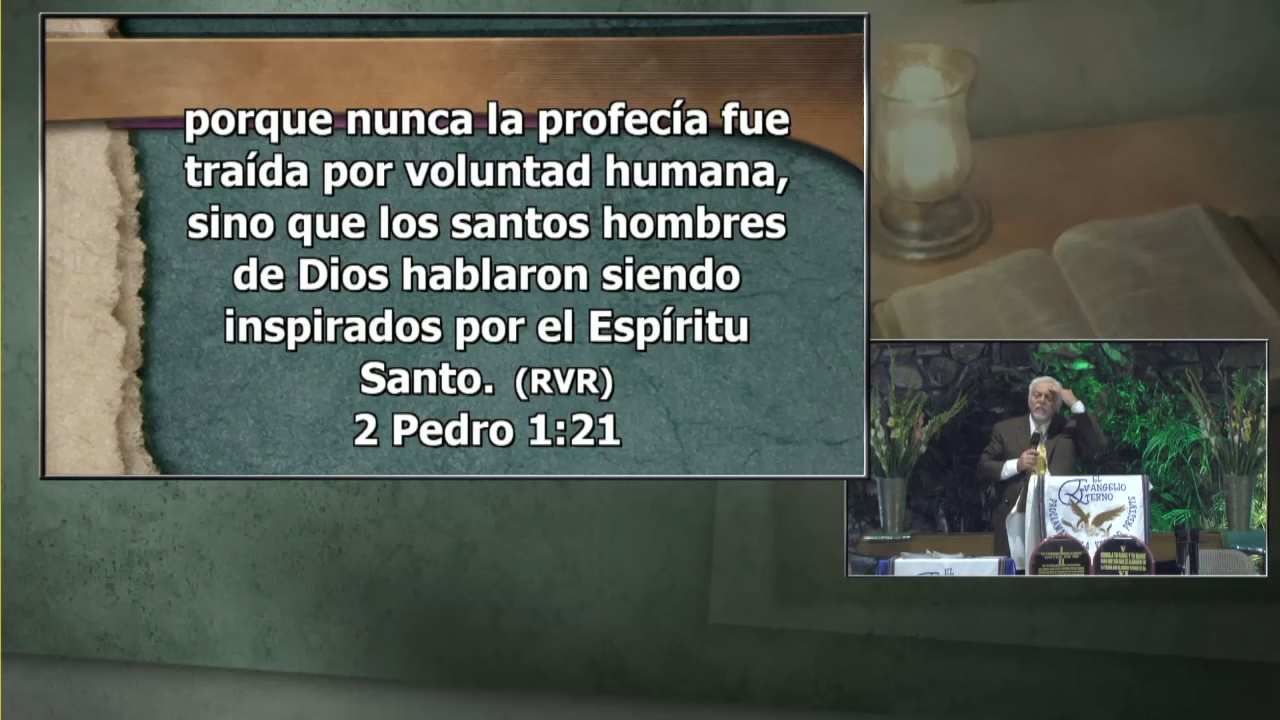 porque nunca la profecía fue
traída por voluntad humana,
sino que los santos hombres
de Dios hablaron siendo
inspirados por el Espíritu
Santo. (RVR)
2 Pedro 1:21
EL
EVANGELIO
ETERNO
EL